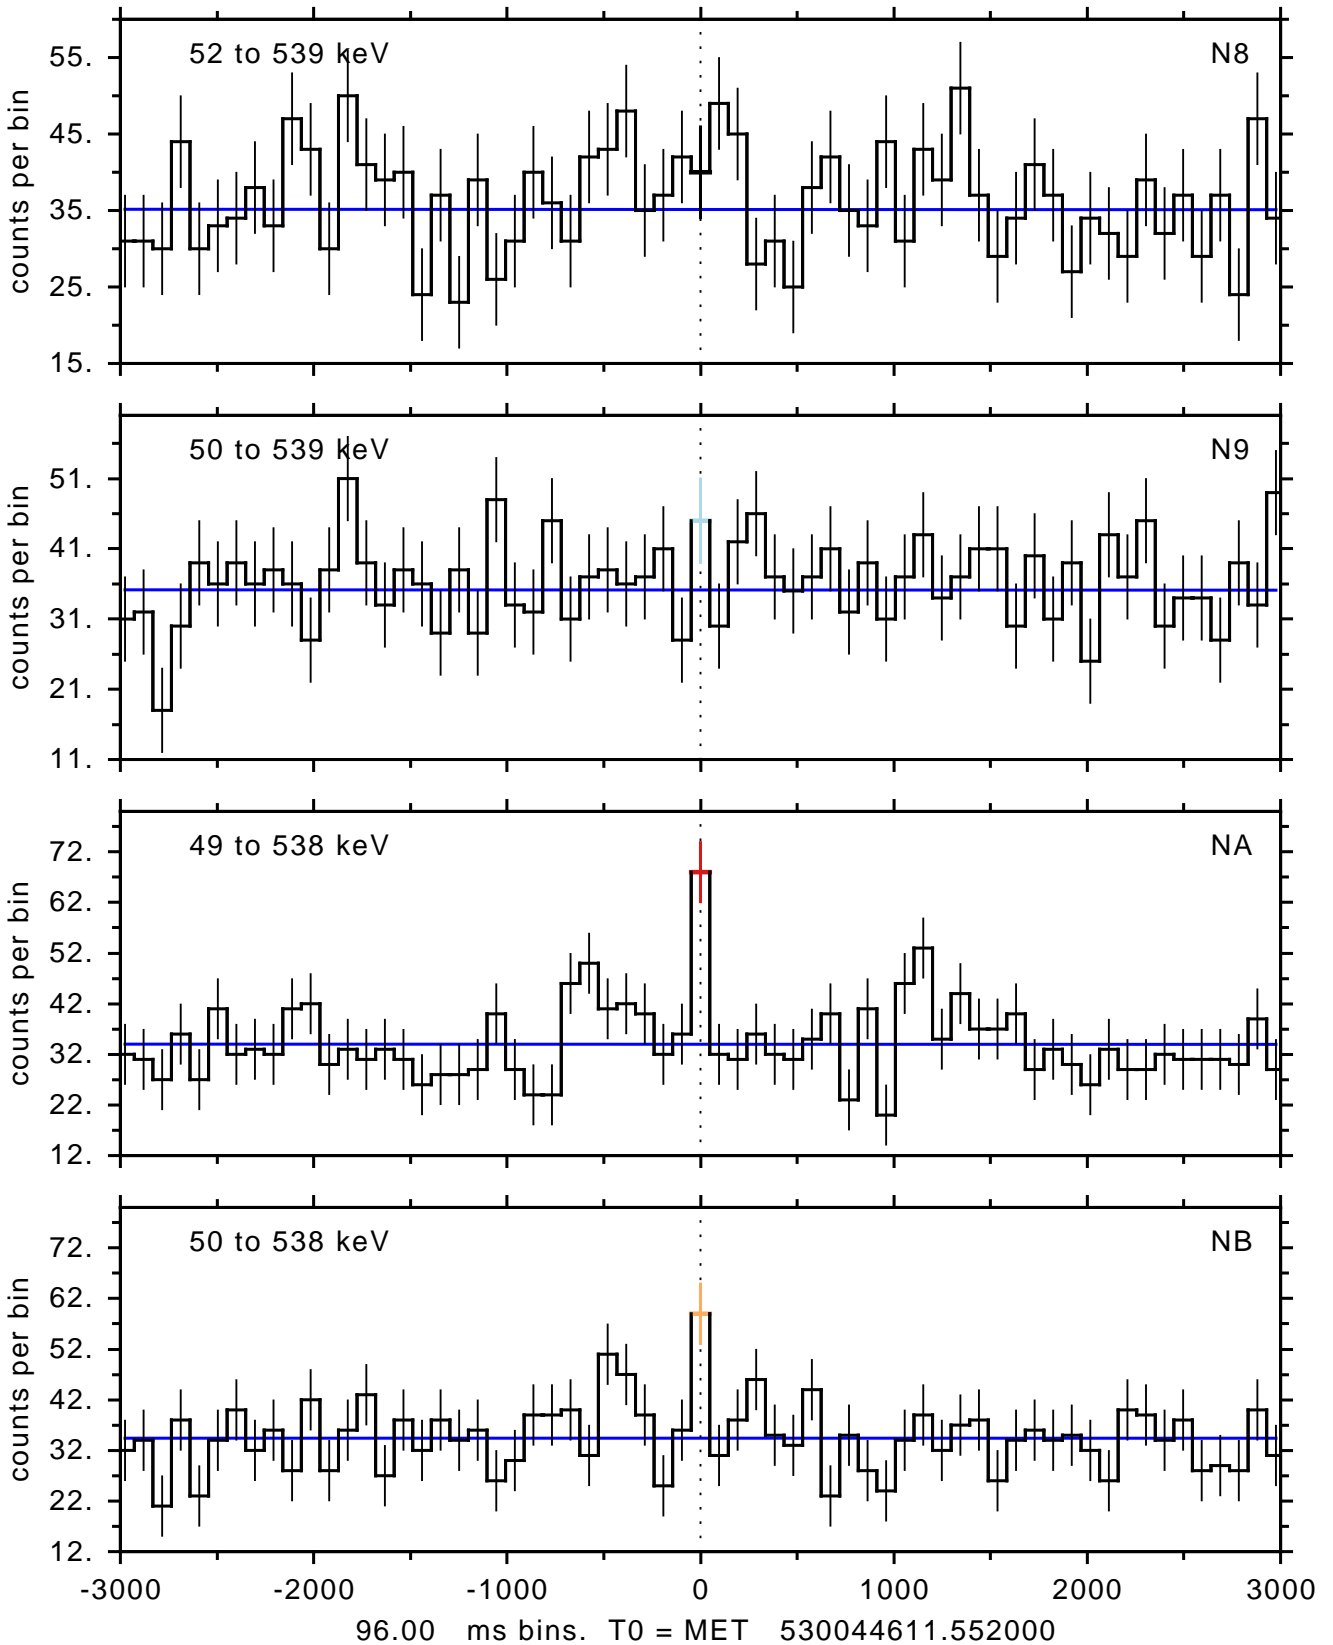 52 to 539 keV N8
55.
45.
35.
25.
15.
counts per bin
50 to 539 keV N9
51.
41.
31.
21.
11.
counts per bin
49 to 538 keV NA
72.
62.
52.
42.
32.
22.
12.
counts per bin
50 to 538 keV NB
72.
62.
52.
42.
32.
22.
12.
counts per bin
-3000 -2000 -1000 0 1000 2000 3000
96.00 ms bins. T0 = MET 530044611.552000